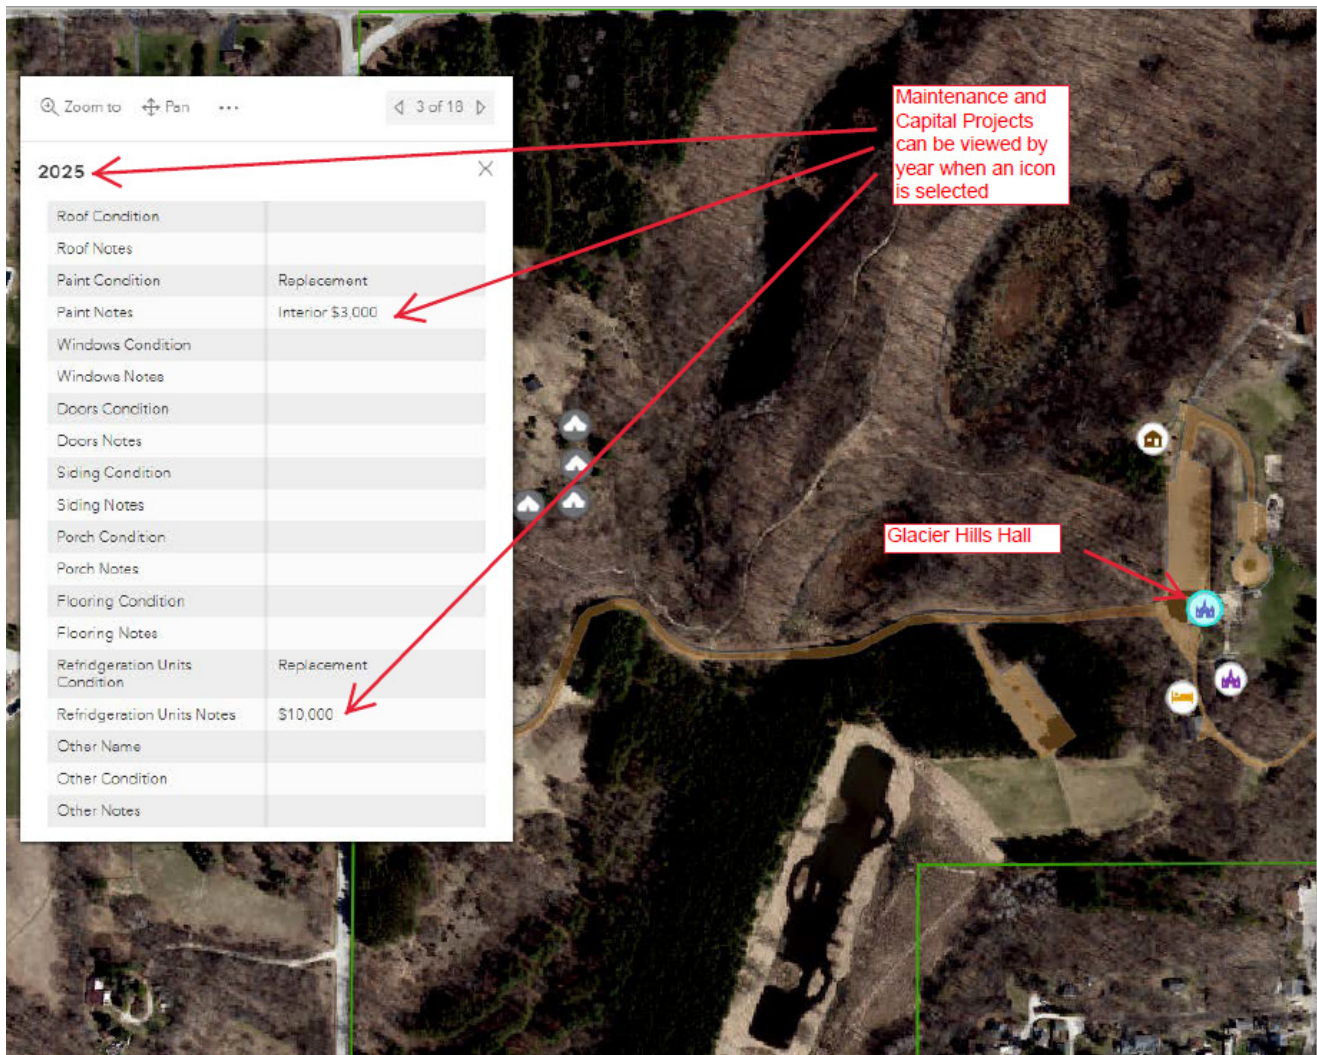 Zoom to Pan ... 3 of 18
2025
Roof Condition
Roof Notes
Paint Condition Replacement
Paint Notes Interior $3,000
Windows Condition
Windows Notes
Doors Condition
Doors Notes
Siding Condition
Siding Notes
Porch Condition
Porch Notes
Flooring Condition
Flooring Notes
Refridgeration Units Replacement
Condition
Refridgeration Units Notes $10,000
Other Name
Other Condition
Other Notes
Maintenance and
Capital Projects
can be viewed by
year when an icon
is selected
Glacier Hills Hall